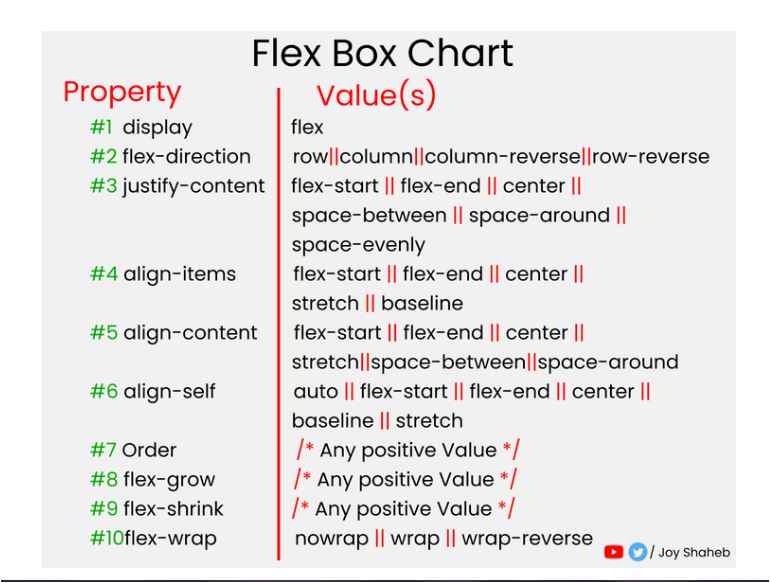 Flex Box Chart
Property Value(s)
#1 display flex
#2 flex-direction row||column||column-reverse||row-reverse
#3 justify-content flex-start || flex-end || center ||
space-between || space-around ||
space-evenly
#4 align-items flex-start || flex-end || center ||
stretch || baseline
#5 align-content flex-start || flex-end || center ||
stretch||space-between||space-around
#6 align-self auto || flex-start || flex-end || center ||
baseline || stretch
#7 Order /* Any positive Value */
#8 flex-grow /* Any positive Value */
#9 flex-shrink /* Any positive Value */
#10flex-wrap nowrap || wrap || wrap-reverse
/ Joy Shaheb